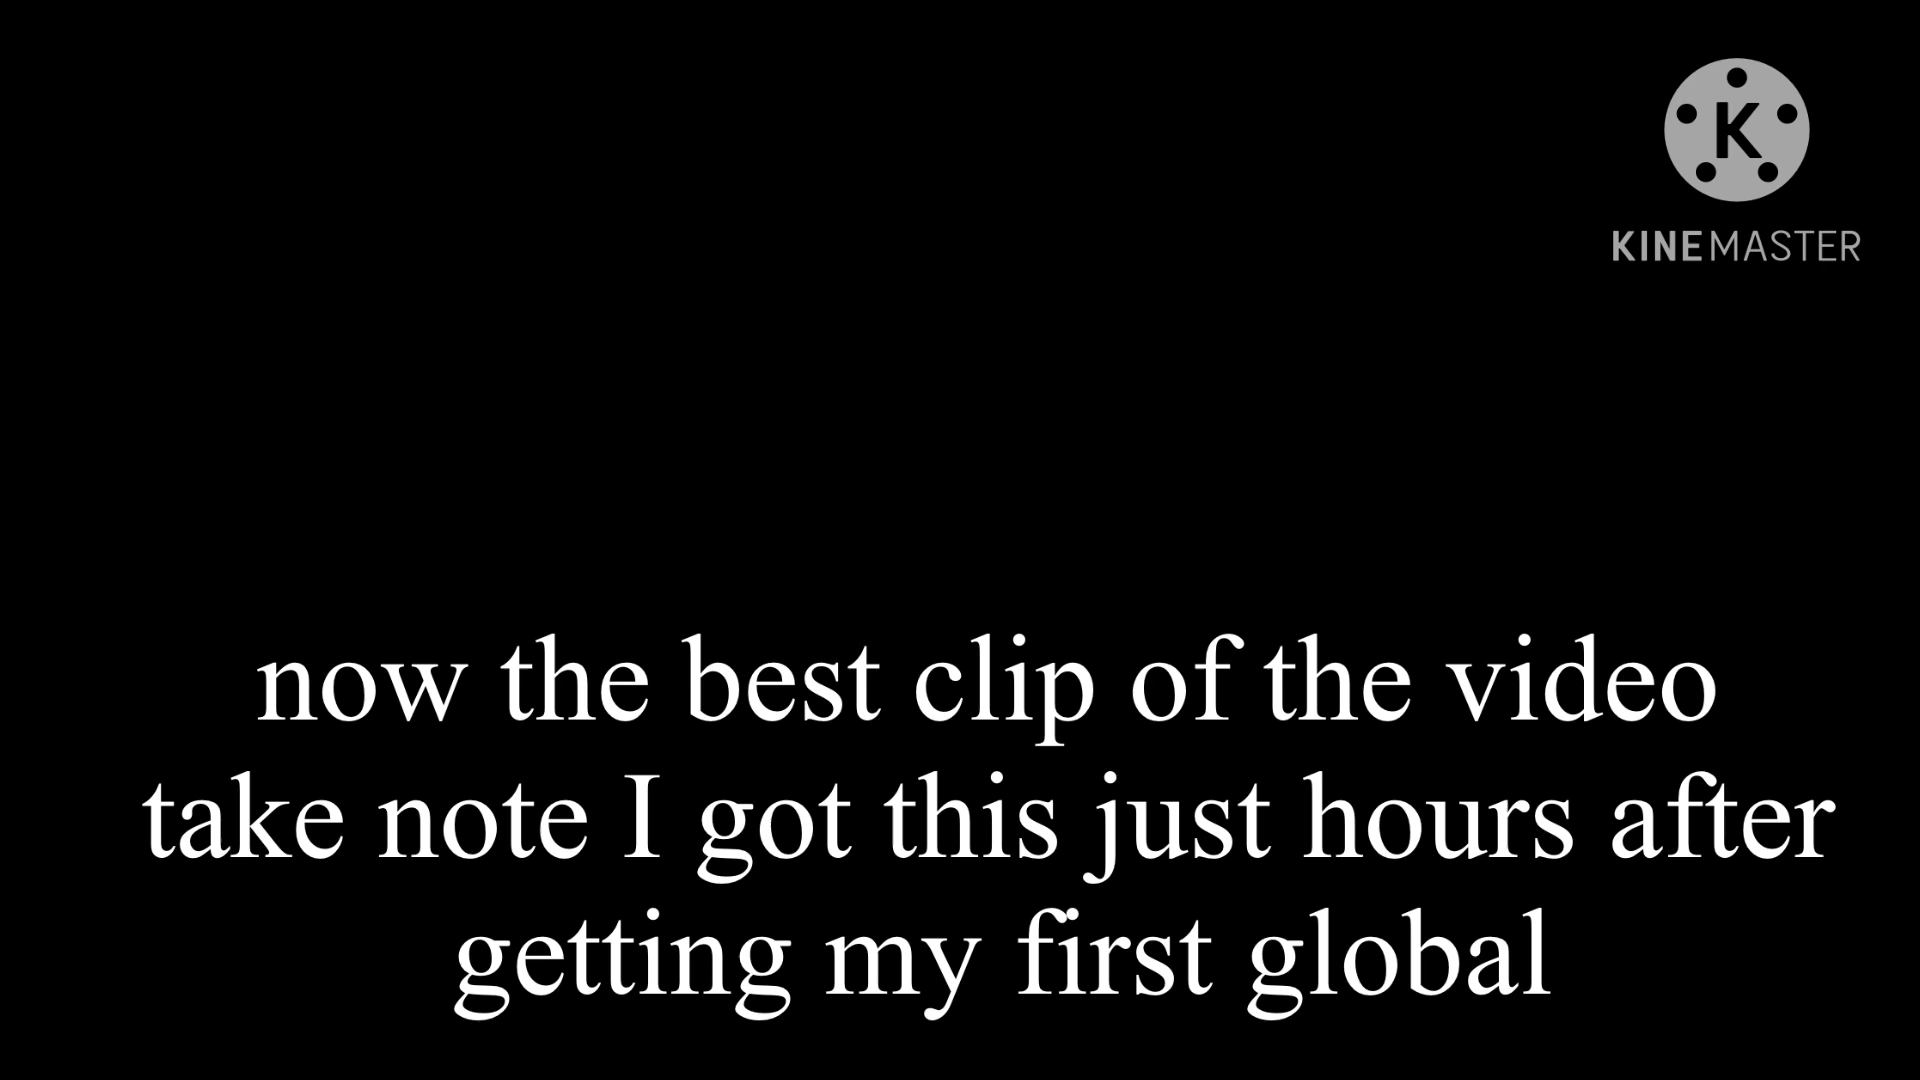 K
KINEMASTER
now the best clip of the video
take note I got this just hours after
getting my first global